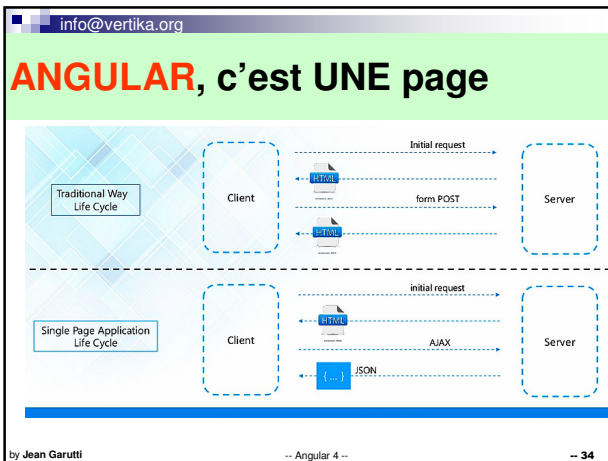 info@vertika.org
ANGULAR, c'est UNE page
Initial request
HTML
Traditional Way
Life Cycle
Client
form POST
Server
HTML
initial request
HTML
Single Page Application
Life Cycle
Client
AJAX
Server
{ ... }
JSON
by Jean Garutti
-- Angular 4 --
-- 34